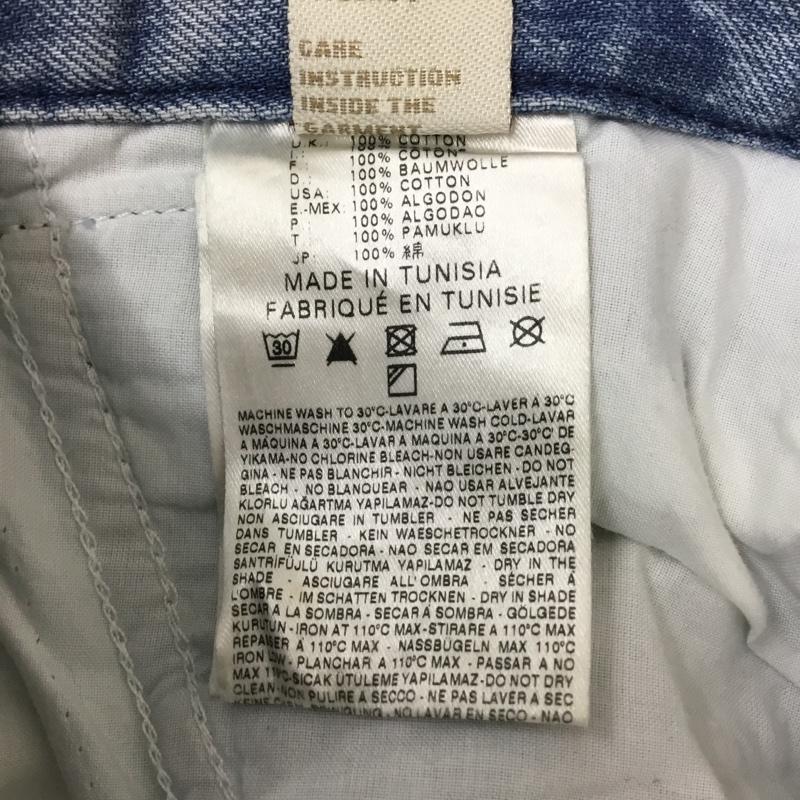 CARE
INSTRUCTION
INSIDE THE
GARMENT
U.K.: 100% COTTON
100% COTON
D.: 100% BAUMWOLLE
USA: 100% COTTON
E.-MEX: 100% ALGODON
P: 100% ALGODAO
T: 100% PAMUKLU
JP: 100% 綿
MADE IN TUNISIA
FABRIQUÉ EN TUNISIE
30
MACHINE WASH TO 30°C-LAVARE A 30°C-LAVER A 30°C
WASCHMASCHINE 30°C-MACHINE WASH COLD-LAVAR
A MÁQUINA A 30°C-LAVAR A MAQUINA A 30°C-30°C' DE
YIKAMA-NO CHLORINE BLEACH-NON USARE CANDEG-
GINA - NE PAS BLANCHIR - NICHT BLEICHEN - DO NOT
BLEACH - NO BLANQUEAR - NAO USAR ALVEJANTE
KLORLU AĞARTMA YAPILAMAZ-DO NOT TUMBLE DRY
NON ASCIUGARE IN TUMBLER - NE PAS SÉCHER
DANS TUMBLER - KEIN WAESCHETROCKNER - NO
SECAR EN SECADORA - NAO SECAR EM SECADORA
SANTRİFÜJLÜ KURUTMA YAPILAMAZ - DRY IN THE
SHADE - ASCIUGARE ALL'OMBRA - SÉCHER À
L'OMBRE - IM SCHATTEN TROCKNEN - DRY IN SHADE
SECAR A LA SOMBRA - SECAR Á SOMBRA - GÖLGEDE
KURUTUN - IRON AT 110°C MAX-STIRARE A 110°C MAX
REPASSER À 110°C MAX - NASSBÜGELN MAX 110°C
IRON LOW - PLANCHAR A 110°C MAX - PASSAR A NO
MAX 110°C-SICAK ÜTULEME YAPILAMAZ-DO NOT DRY
CLEAN-NON PULIRE A SECCO - NE PAS LAVER A SEC
KEINE - NO LAVAR EN SECO - NAO